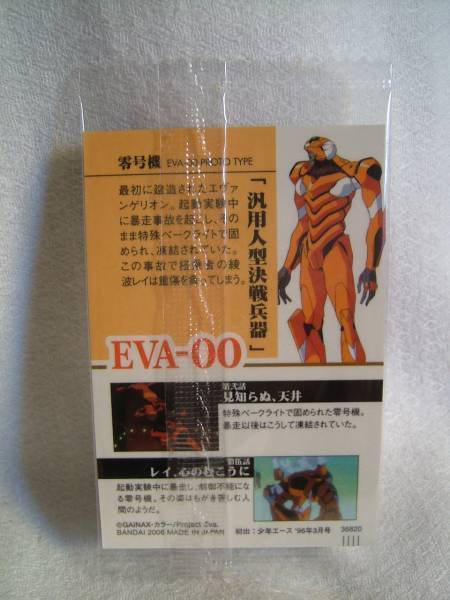 零号機 EVA-00 PROTO TYPE
最初に建造されたエヴァ
ンゲリオン。起動実験中
に暴走事故を起こし、その
まま特殊ベークライトで固
められ、凍結されていた。
この事故で搭乗者の綾
波レイは重傷を負ってしまう。
「汎用人型決戦兵器」
EVA-00
第弐話
見知らぬ、天井
特殊ベークライトで固められた零号機。
暴走以後はこうして凍結されていた。
第伍話
レイ、心のむこうに
起動実験中に暴走し、制御不能にな
る零号機。その姿はもがき苦しむ人
間のようだ。
©GAINAX・カラー/Project Eva.
BANDAI 2006 MADE IN JAPAN
初出：少年エース '96年3月号
36820